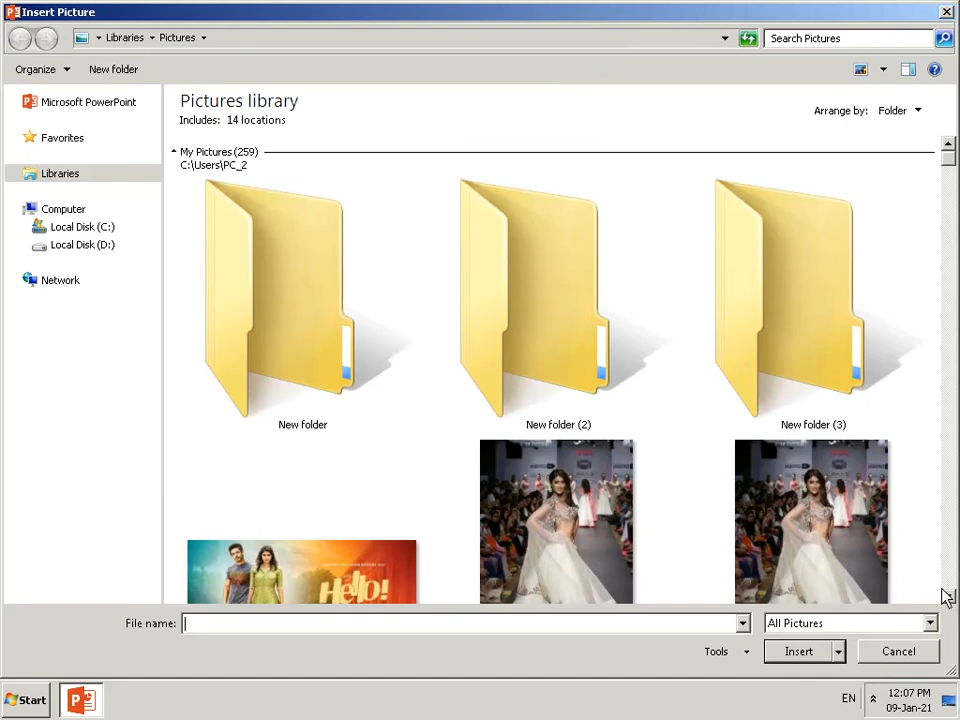 Insert Picture
Libraries Pictures
Search Pictures
Organize New folder
Microsoft PowerPoint
Favorites
Libraries
Computer
Local Disk (C:)
Local Disk (D:)
Network
Pictures library
Includes: 14 locations
Arrange by: Folder
My Pictures (259)
C:\Users\PC_2
New folder
New folder (2)
New folder (3)
Hello!
File name:
All Pictures
Tools
Insert
Cancel
Start
EN
12:07 PM
09-Jan-21